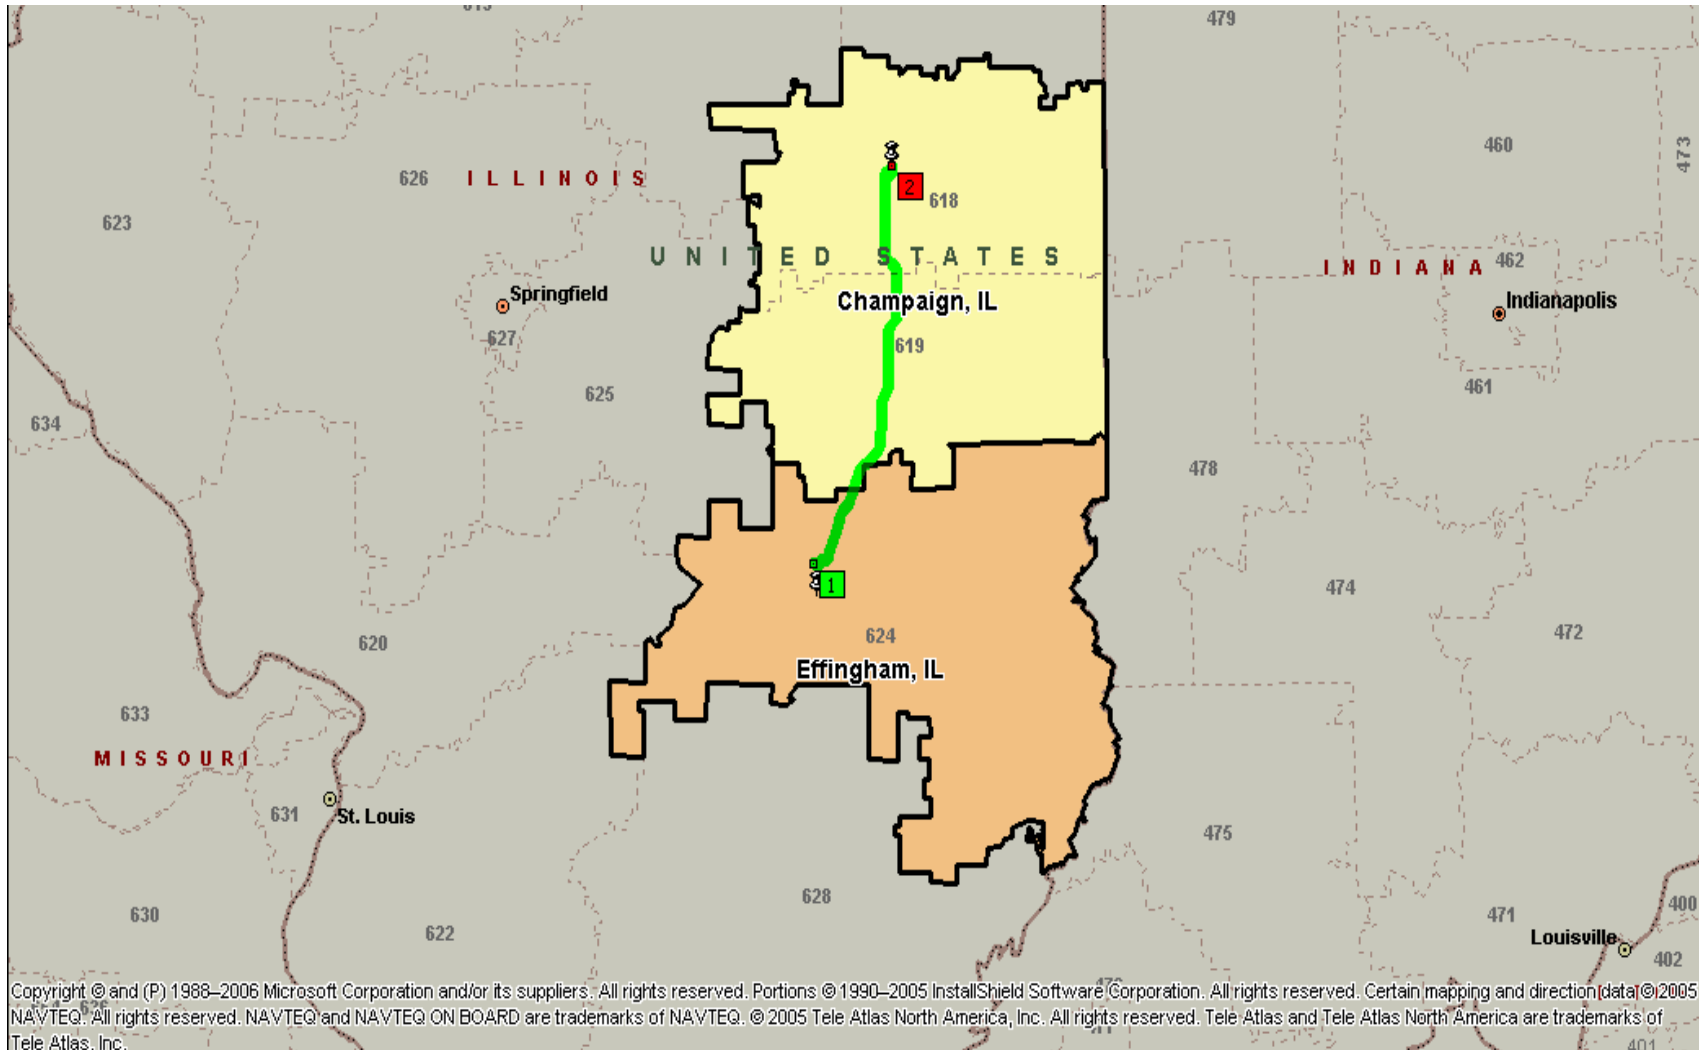 479
473
460
626
ILLINOIS
2
618
623
UNITED STATES
462
INDIANA
Springfield
Champaign, IL
Indianapolis
627
619
625
461
634
478
1
474
624
472
620
Effingham, IL
633
MISSOURI
631
St. Louis
475
628
630
622
471
400
Louisville
402
Copyright © and (P) 1988–2006 Microsoft Corporation and/or its suppliers. All rights reserved. Portions © 1990–2005 InstallShield Software Corporation. All rights reserved. Certain mapping and direction data © 2005
NAVTEQ. All rights reserved. NAVTEQ and NAVTEQ ON BOARD are trademarks of NAVTEQ. © 2005 Tele Atlas North America, Inc. All rights reserved. Tele Atlas and Tele Atlas North America are trademarks of
Tele Atlas, Inc.
401